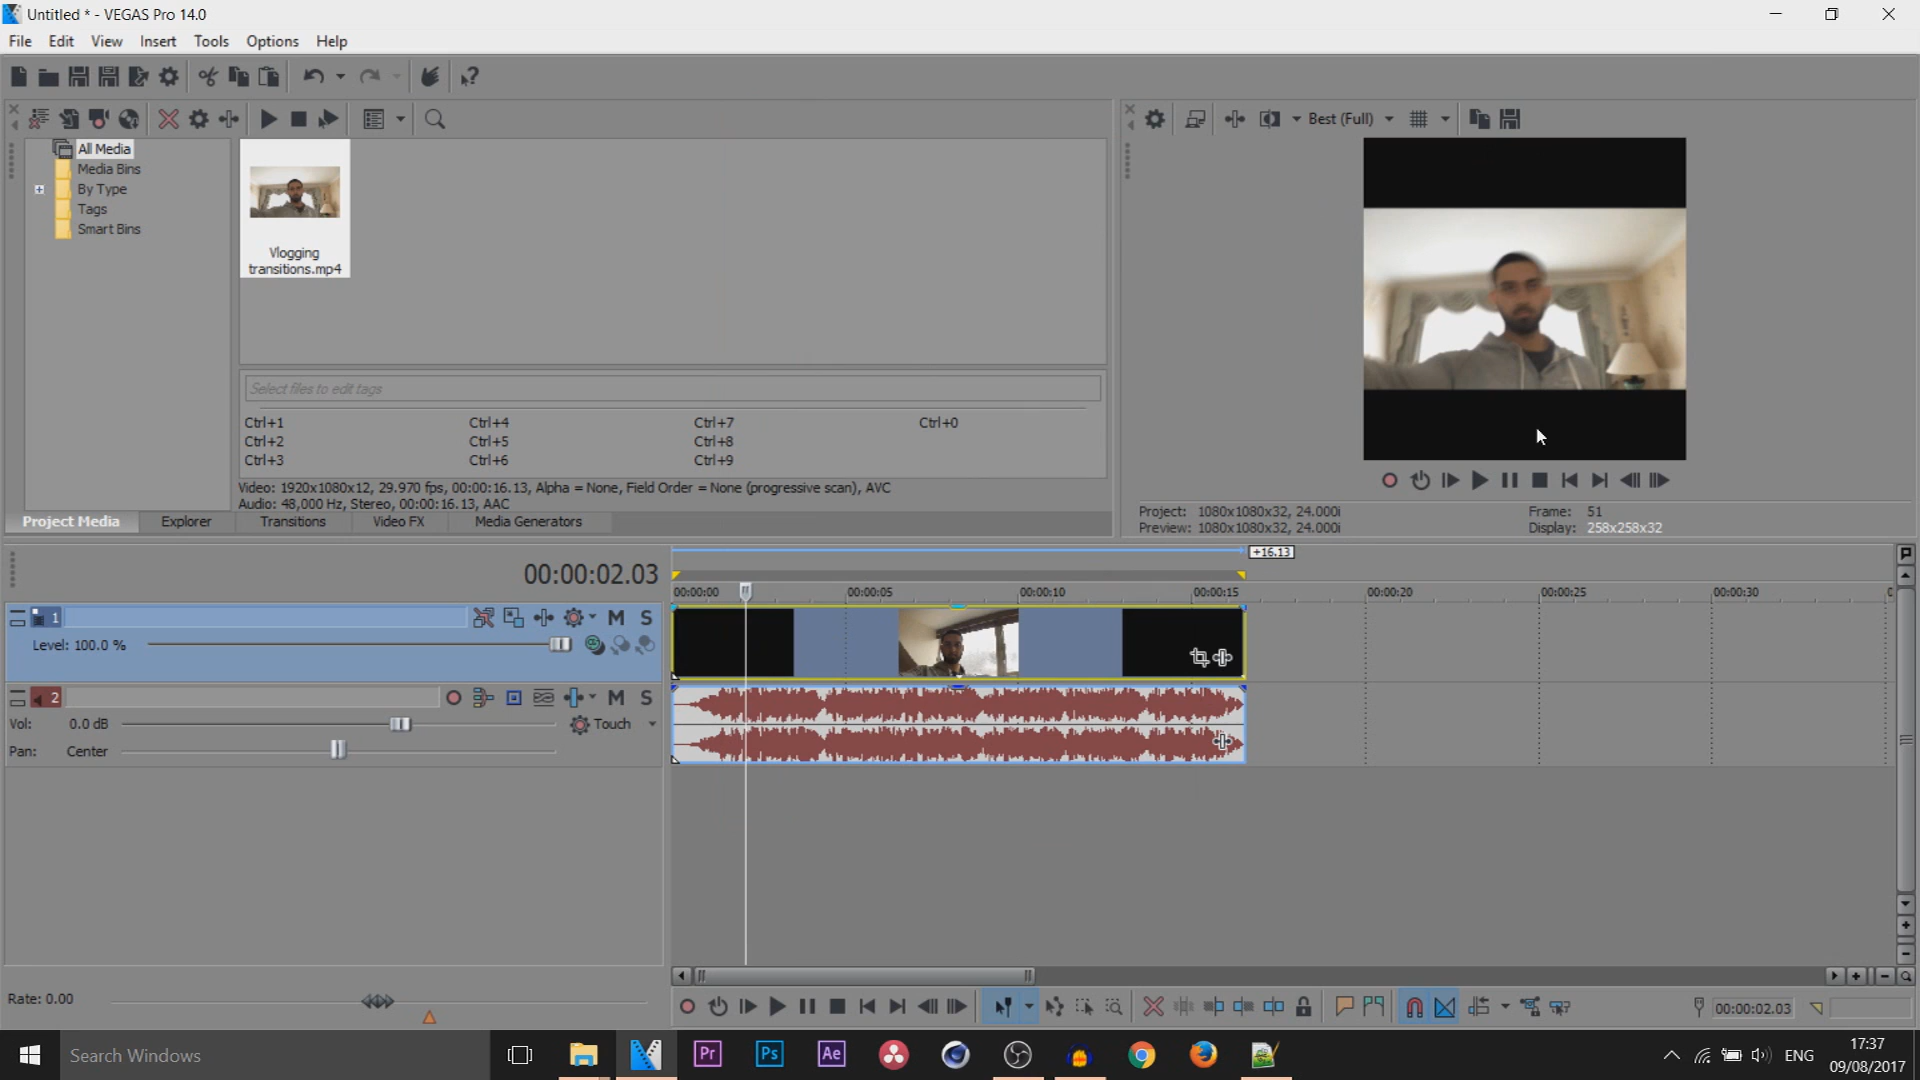 Untitled * - VEGAS Pro 14.0
File Edit View Insert Tools Options Help
All Media
Media Bins
By Type
Tags
Smart Bins
Vlogging
transitions.mp4
Select files to edit tags
Ctrl+1 Ctrl+4 Ctrl+7 Ctrl+0
Ctrl+2 Ctrl+5 Ctrl+8
Ctrl+3 Ctrl+6 Ctrl+9
Video: 1920x1080x12, 29.970 fps, 00:00:16.13, Alpha = None, Field Order = None (progressive scan), AVC
Audio: 48,000 Hz, Stereo, 00:00:16.13, AAC
Project Media Explorer Transitions Video FX Media Generators
Best (Full)
Project: 1080x1080x32, 24.000i Frame: 51
Preview: 1080x1080x32, 24.000i Display: 258x258x32
+16.13
00:00:02.03
00:00:00 00:00:05 00:00:10 00:00:15 00:00:20 00:00:25 00:00:30
1 M S
Level: 100.0 %
2 M S
Vol: 0.0 dB Touch
Pan: Center
Rate: 0.00
00:00:02.03
Search Windows
Pr Ps Ae
ENG
17:37
09/08/2017